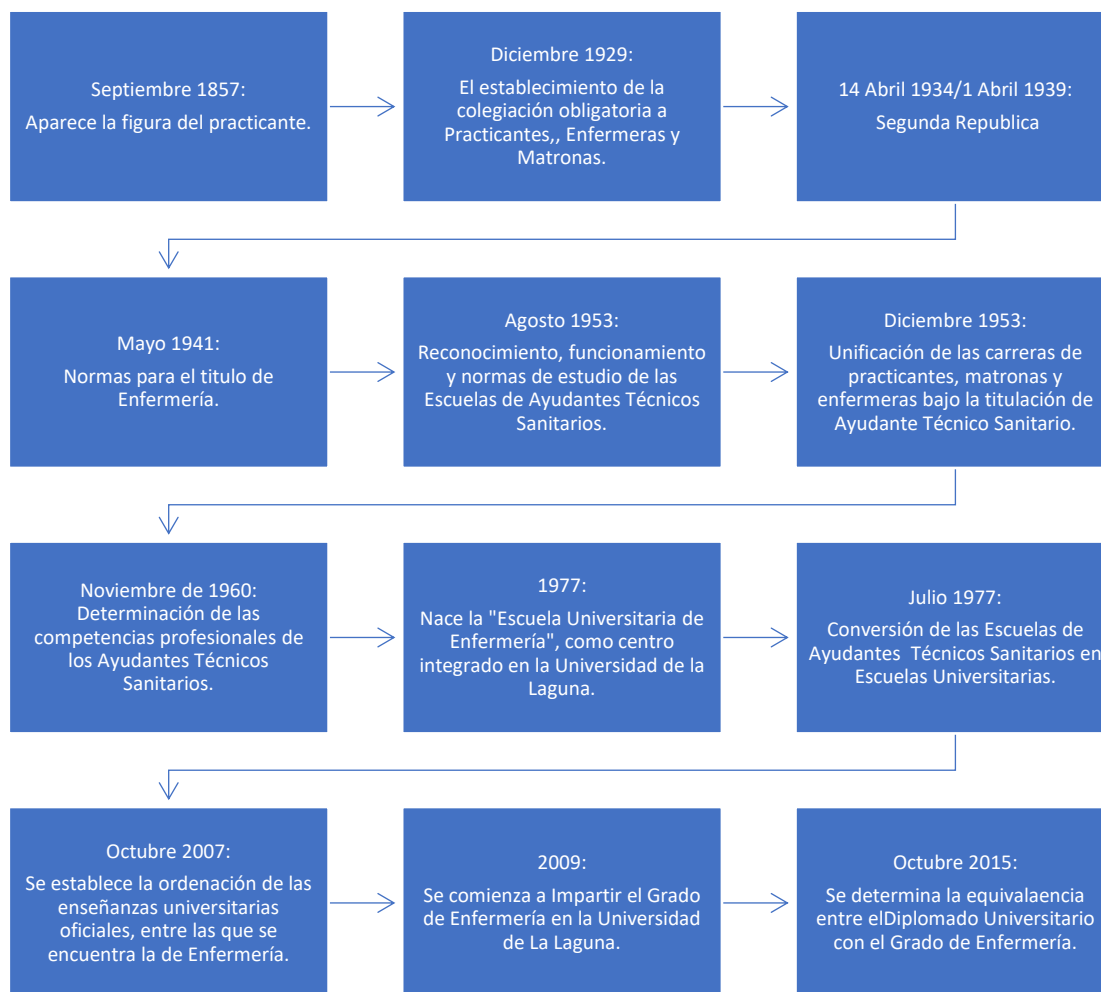 Septiembre 1857:
Aparece la figura del practicante.
Diciembre 1929:
El establecimiento de la
colegiación obligatoria a
Practicantes,, Enfermeras y
Matronas.
14 Abril 1934/1 Abril 1939:
Segunda Republica
Mayo 1941:
Normas para el titulo de
Enfermería.
Agosto 1953:
Reconocimiento, funcionamiento
y normas de estudio de las
Escuelas de Ayudantes Técnicos
Sanitarios.
Diciembre 1953:
Unificación de las carreras de
practicantes, matronas y
enfermeras bajo la titulación de
Ayudante Técnico Sanitario.
Noviembre de 1960:
Determinación de las
competencias profesionales de
los Ayudantes Técnicos
Sanitarios.
1977:
Nace la "Escuela Universitaria de
Enfermería", como centro
integrado en la Universidad de la
Laguna.
Julio 1977:
Conversión de las Escuelas de
Ayudantes  Técnicos Sanitarios en
Escuelas Universitarias.
Octubre 2007:
Se establece la ordenación de las
enseñanzas universitarias
oficiales, entre las que se
encuentra la de Enfermería.
2009:
Se comienza a Impartir el Grado
de Enfermería en la Universidad
de La Laguna.
Octubre 2015:
Se determina la equivalaencia
entre elDiplomado Universitario
con el Grado de Enfermería.